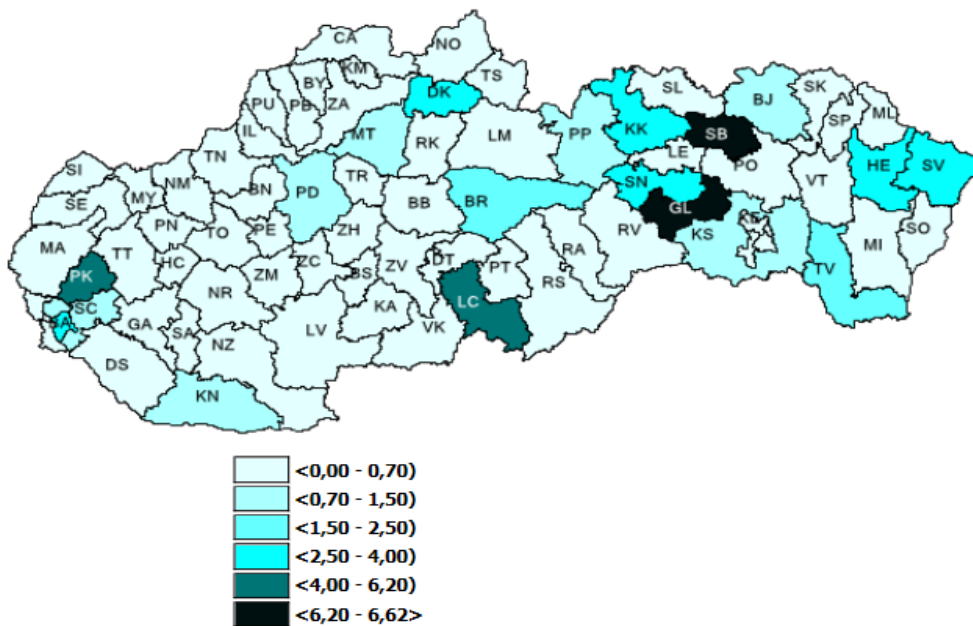 CA
NO
KM
TS
BY
DK
PU
PB
ZA
SL
SK
BJ
ML
SP
IL
MT
RK
LM
PP
KK
SB
TN
LE
PO
HE
SV
SI
NM
BN
PD
TR
SN
VT
SE
MY
BB
BR
GL
PN
TO
PE
ZH
RV
KS
MI
SO
MA
TT
HC
ZC
ZV
DT
PT
RA
PK
ZM
BS
RS
TV
NR
KA
LC
SC
BA
GA
SA
NZ
LV
VK
DS
KN
<0,00 - 0,70)
<0,70 - 1,50)
<1,50 - 2,50)
<2,50 - 4,00)
<4,00 - 6,20)
<6,20 - 6,62>